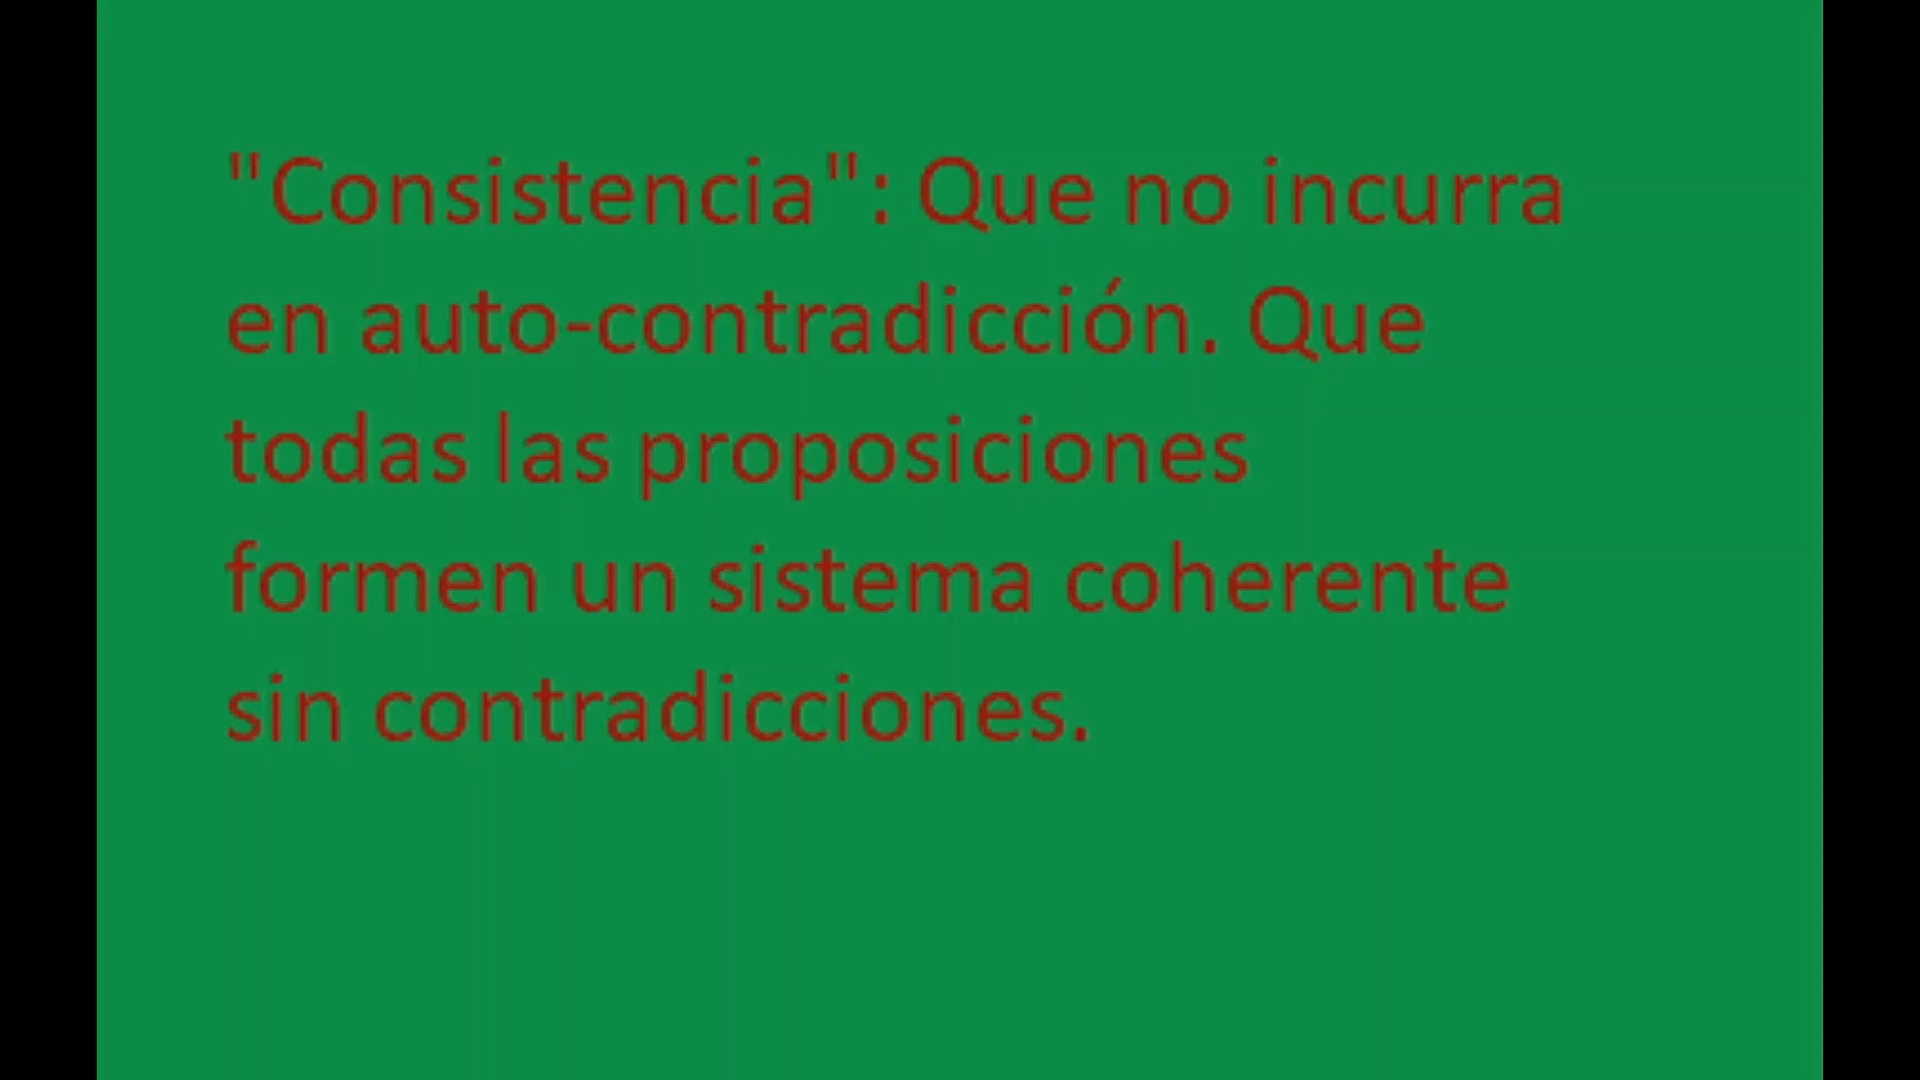 "Consistencia": Que no incurra
en auto-contradicción. Que
todas las proposiciones
formen un sistema coherente
sin contradicciones.